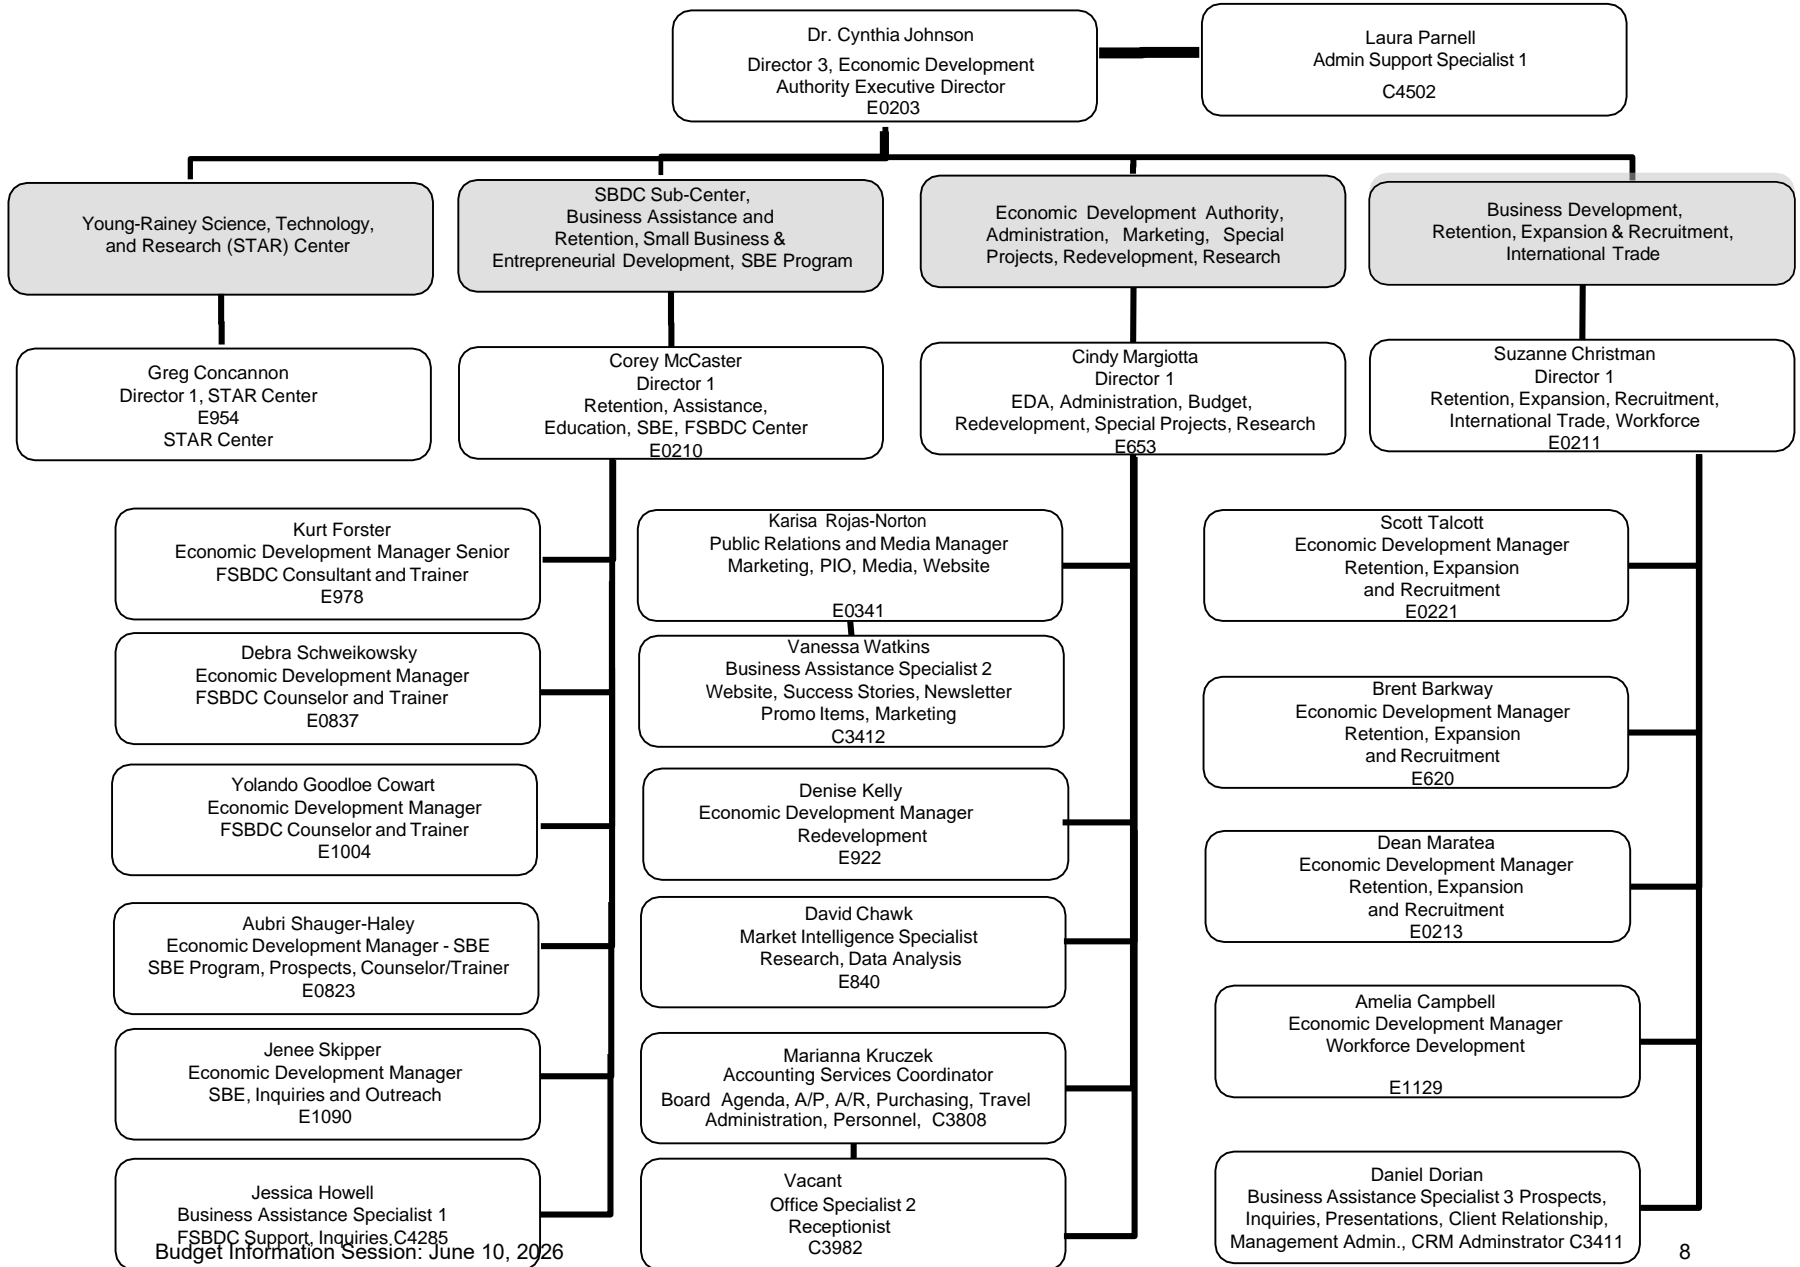 Dr. Cynthia Johnson
Director 3, Economic Development
Authority Executive Director
E0203
Laura Parnell
Admin Support Specialist 1
C4502
Young-Rainey Science, Technology,
and Research (STAR) Center
SBDC Sub-Center,
Business Assistance and
Retention, Small Business &
Entrepreneurial Development, SBE Program
Economic Development Authority,
Administration, Marketing, Special
Projects, Redevelopment, Research
Business Development,
Retention, Expansion & Recruitment,
International Trade
Greg Concannon
Director 1, STAR Center
E954
STAR Center
Corey McCaster
Director 1
Retention, Assistance,
Education, SBE, FSBDC Center
E0210
Cindy Margiotta
Director 1
EDA, Administration, Budget,
Redevelopment, Special Projects, Research
E653
Suzanne Christman
Director 1
Retention, Expansion, Recruitment,
International Trade, Workforce
E0211
Kurt Forster
Economic Development Manager Senior
FSBDC Consultant and Trainer
E978
Debra Schweikowsky
Economic Development Manager
FSBDC Counselor and Trainer
E0837
Yolando Goodloe Cowart
Economic Development Manager
FSBDC Counselor and Trainer
E1004
Aubri Shauger-Haley
Economic Development Manager - SBE
SBE Program, Prospects, Counselor/Trainer
E0823
Jenee Skipper
Economic Development Manager
SBE, Inquiries and Outreach
E1090
Jessica Howell
Business Assistance Specialist 1
FSBDC Support, Inquiries C4285
Karisa Rojas-Norton
Public Relations and Media Manager
Marketing, PIO, Media, Website
E0341
Vanessa Watkins
Business Assistance Specialist 2
Website, Success Stories, Newsletter
Promo Items, Marketing
C3412
Denise Kelly
Economic Development Manager
Redevelopment
E922
David Chawk
Market Intelligence Specialist
Research, Data Analysis
E840
Marianna Kruczek
Accounting Services Coordinator
Board Agenda, A/P, A/R, Purchasing, Travel
Administration, Personnel, C3808
Vacant
Office Specialist 2
Receptionist
C3982
Scott Talcott
Economic Development Manager
Retention, Expansion
and Recruitment
E0221
Brent Barkway
Economic Development Manager
Retention, Expansion
and Recruitment
E620
Dean Maratea
Economic Development Manager
Retention, Expansion
and Recruitment
E0213
Amelia Campbell
Economic Development Manager
Workforce Development
E1129
Daniel Dorian
Business Assistance Specialist 3 Prospects,
Inquiries, Presentations, Client Relationship,
Management Admin., CRM Adminstrator C3411
Budget Information Session: June 10, 2026
8